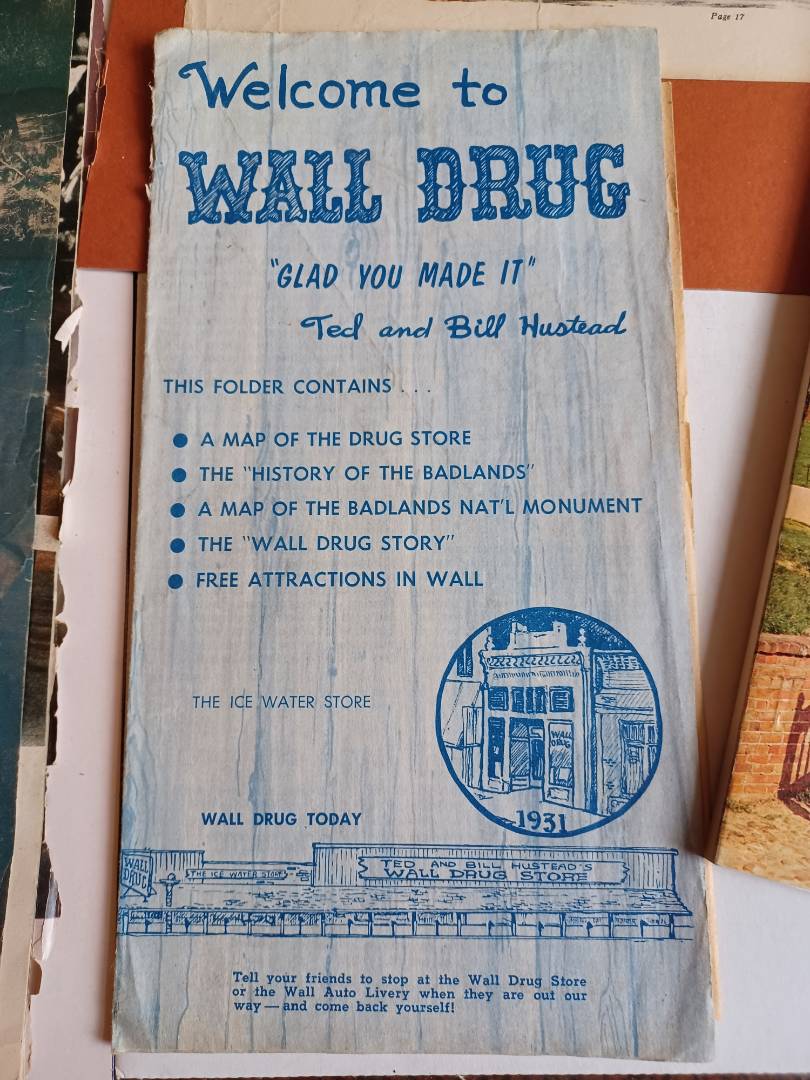 Page 17
Welcome to
WALL DRUG
"GLAD YOU MADE IT"
Ted and Bill Hustead
THIS FOLDER CONTAINS . . .
● A MAP OF THE DRUG STORE
● THE "HISTORY OF THE BADLANDS"
● A MAP OF THE BADLANDS NAT'L MONUMENT
● THE "WALL DRUG STORY"
● FREE ATTRACTIONS IN WALL
THE ICE WATER STORE
WALL DRUG
1931
WALL DRUG TODAY
WALL DRUG
THE ICE WATER STORE
TED AND BILL HUSTEAD'S
WALL DRUG STORE
Tell your friends to stop at the Wall Drug Store
or the Wall Auto Livery when they are out our
way — and come back yourself!